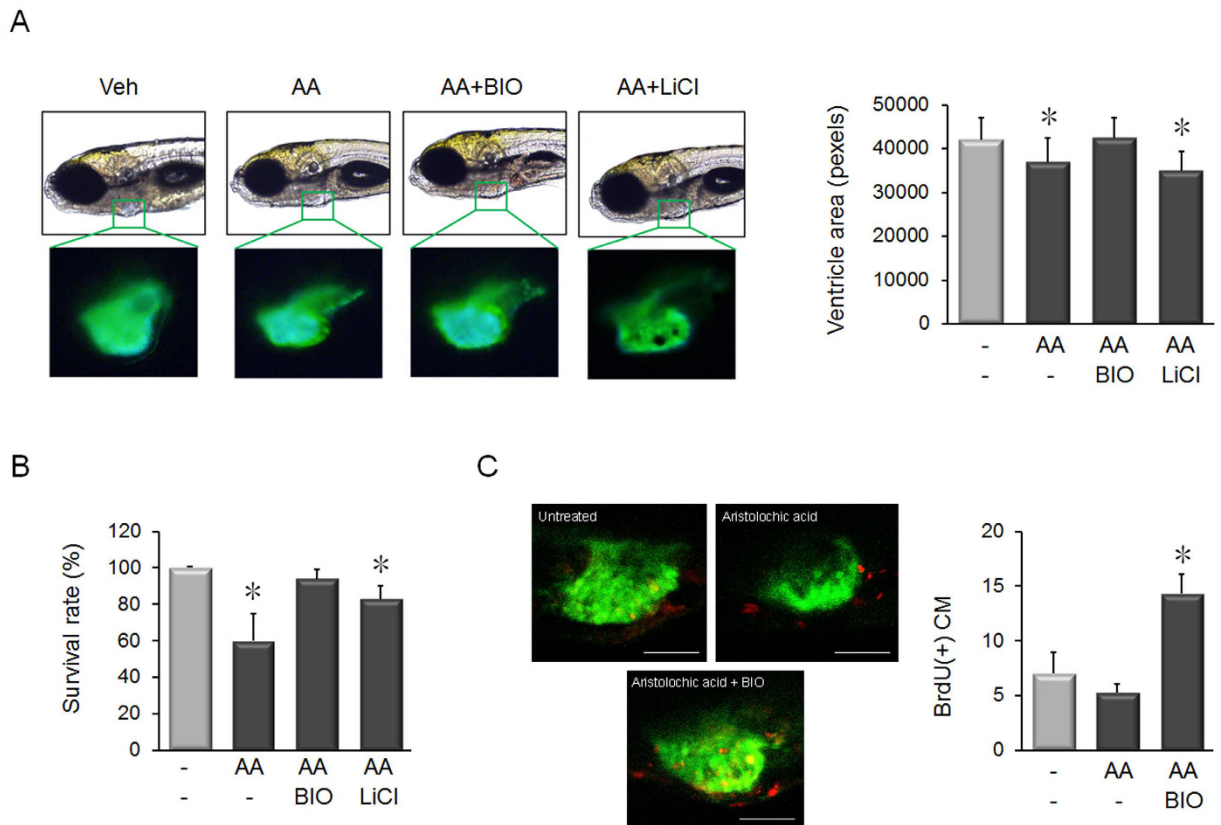 A
Veh AA AA+BIO AA+LiCl
Ventricle area (pexels)
50000
40000
30000
20000
10000
0
* *
- AA AA AA
- - BIO LiCl
B
Survival rate (%)
120
100
80
60
40
20
0
* *
- AA AA AA
- - BIO LiCl
C
Untreated
Aristolochic acid
Aristolochic acid + BIO
BrdU(+) CM
20
15
10
5
0
*
- AA AA
- - BIO